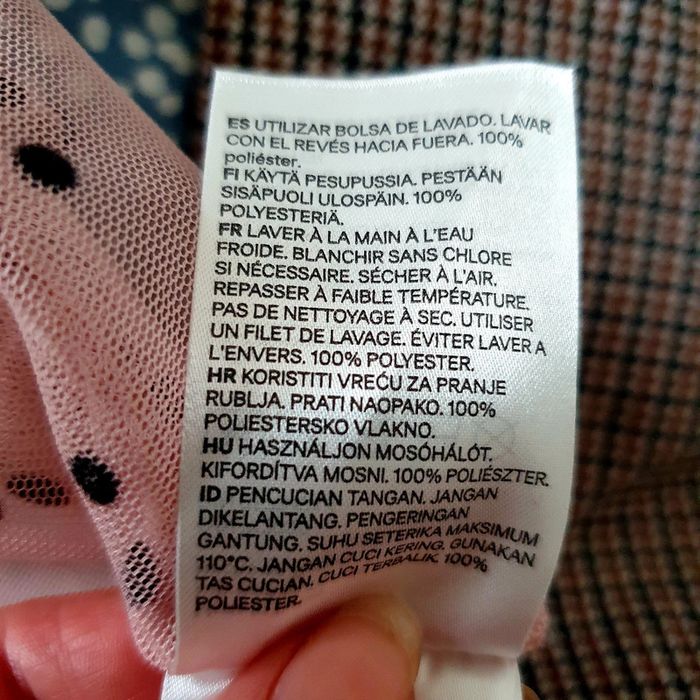 ES UTILIZAR BOLSA DE LAVADO. LAVAR
CON EL REVÉS HACIA FUERA. 100%
poliéster.
FI KÄYTÄ PESUPUSSIA. PESTÄÄN
SISÄPUOLI ULOSPÄIN. 100%
POLYESTERIÄ.
FR LAVER À LA MAIN À L'EAU
FROIDE. BLANCHIR SANS CHLORE
SI NÉCESSAIRE. SÉCHER À L'AIR.
REPASSER À FAIBLE TEMPÉRATURE.
PAS DE NETTOYAGE À SEC. UTILISER
UN FILET DE LAVAGE. ÉVITER LAVER A
L'ENVERS. 100% POLYESTER.
HR KORISTITI VREĆU ZA PRANJE
RUBLJA. PRATI NAOPAKO. 100%
POLIESTERSKO VLAKNO.
HU HASZNÁLJON MOSÓHÁLÓT.
KIFORDÍTVA MOSNI. 100% POLIÉSZTER.
ID PENCUCIAN TANGAN. JANGAN
DIKELANTANG. PENGERINGAN
GANTUNG. SUHU SETERIKA MAKSIMUM
110°C. JANGAN CUCI KERING. GUNAKAN
TAS CUCIAN. CUCI TERBALIK. 100%
POLIESTER.